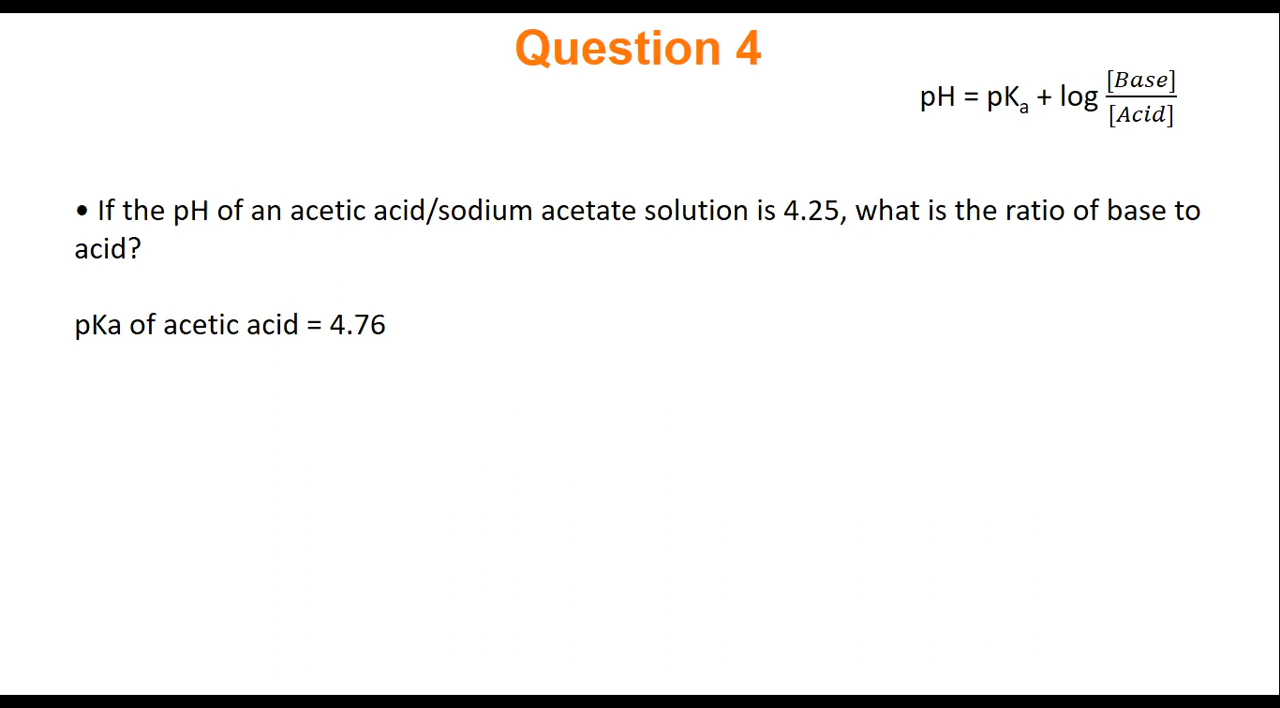 Question 4
pH = pKa + log [Base]/[Acid]
• If the pH of an acetic acid/sodium acetate solution is 4.25, what is the ratio of base to
acid?
pKa of acetic acid = 4.76